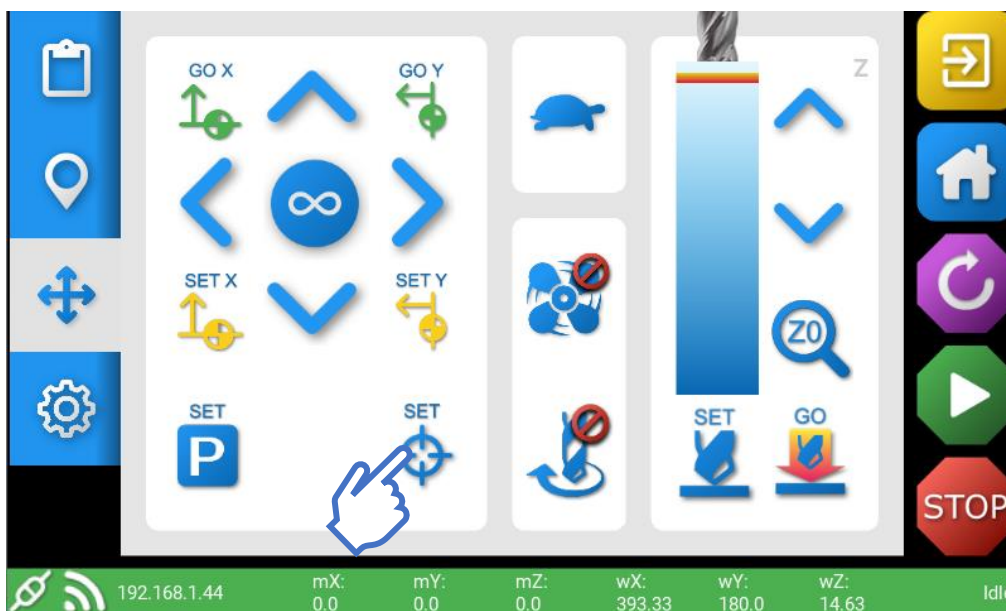 GO X
GO Y
Z
SET X
SET Y
Z0
SET
P
SET
SET
GO
STOP
192.168.1.44
mX:
0.0
mY:
0.0
mZ:
0.0
wX:
393.33
wY:
180.0
wZ:
14.63